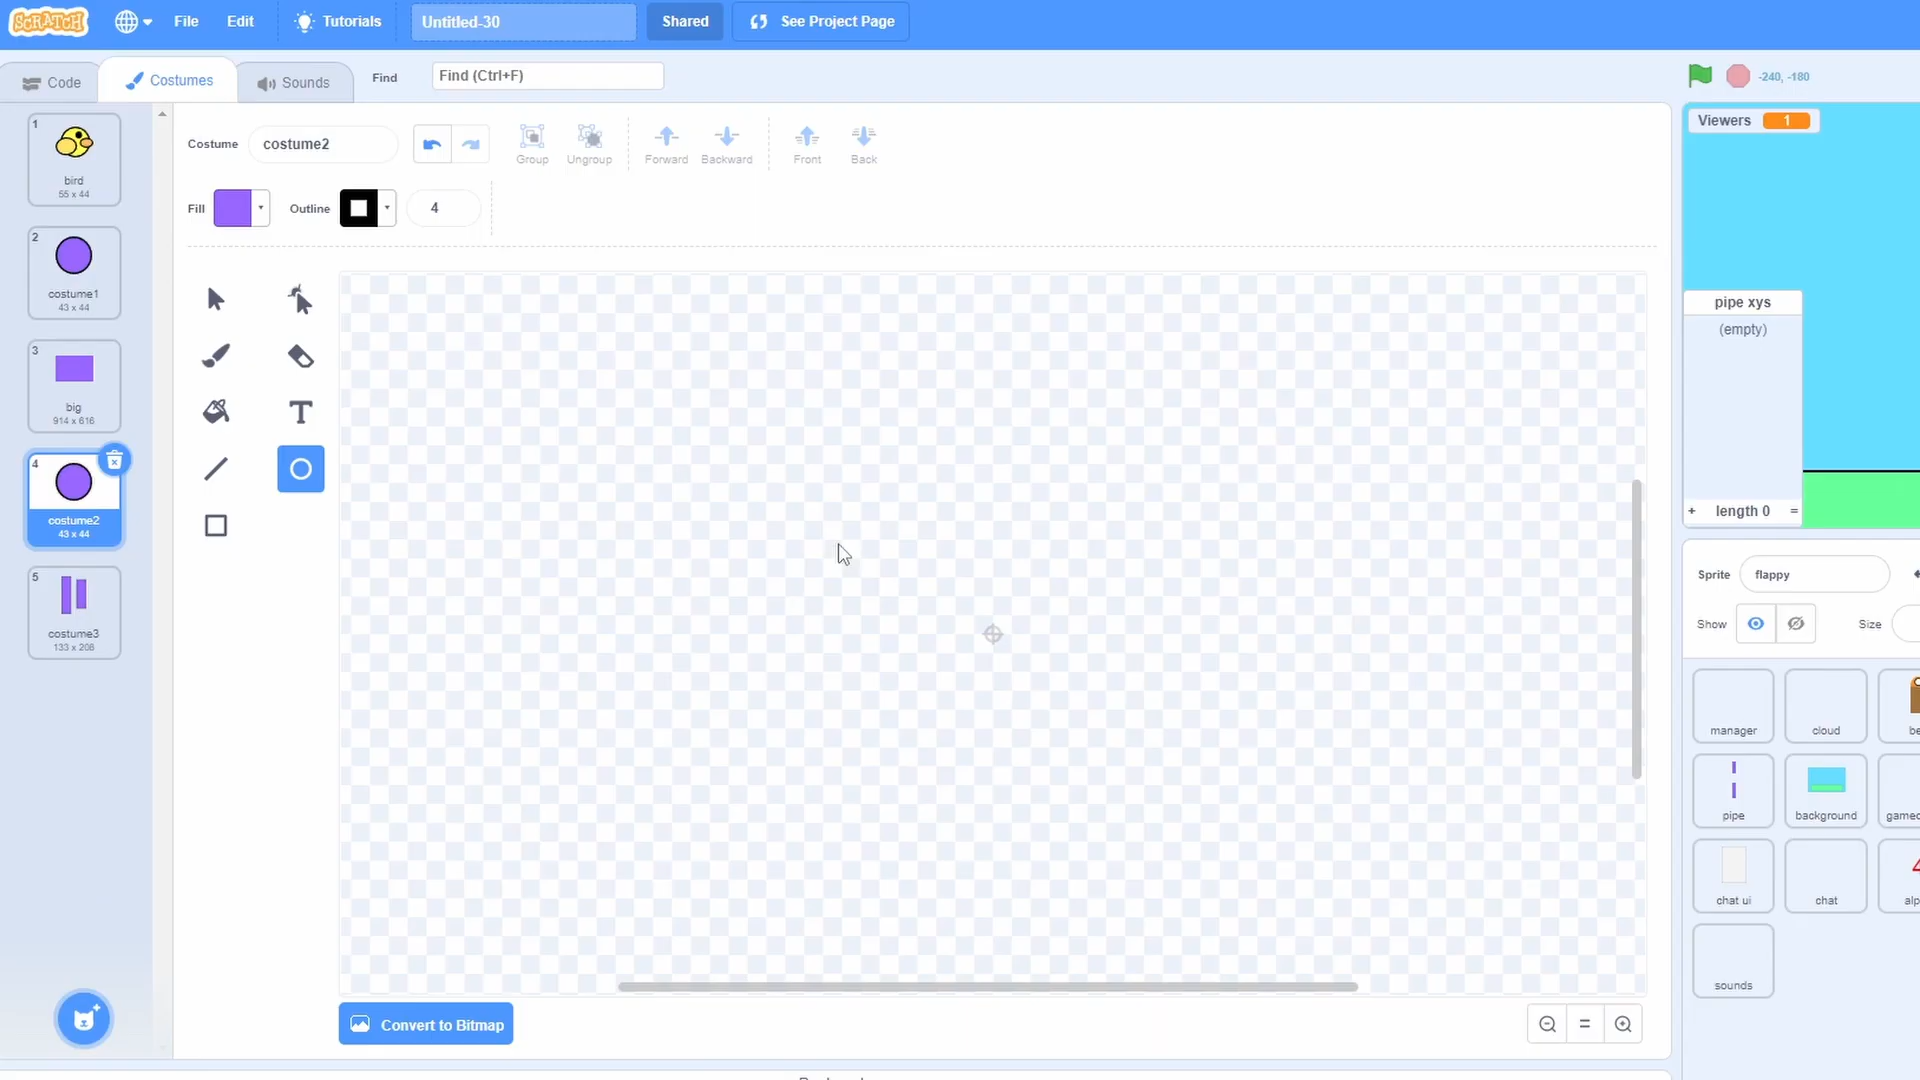 SCRATCH
File
Edit
Tutorials
Untitled-30
Shared
See Project Page
Code
Costumes
Sounds
Find
Find (Ctrl+F)
-240, -180
Viewers 1
1
bird
55 x 44
2
costume1
43 x 44
3
big
914 x 616
4
costume2
43 x 44
5
costume3
133 x 208
Costume
costume2
Group
Ungroup
Forward
Backward
Front
Back
Fill
Outline
4
T
Convert to Bitmap
=
pipe xys
(empty)
+ length 0 =
Sprite
flappy
Show
Size
manager
cloud
be
pipe
background
gamec
chat ui
chat
alp
sounds